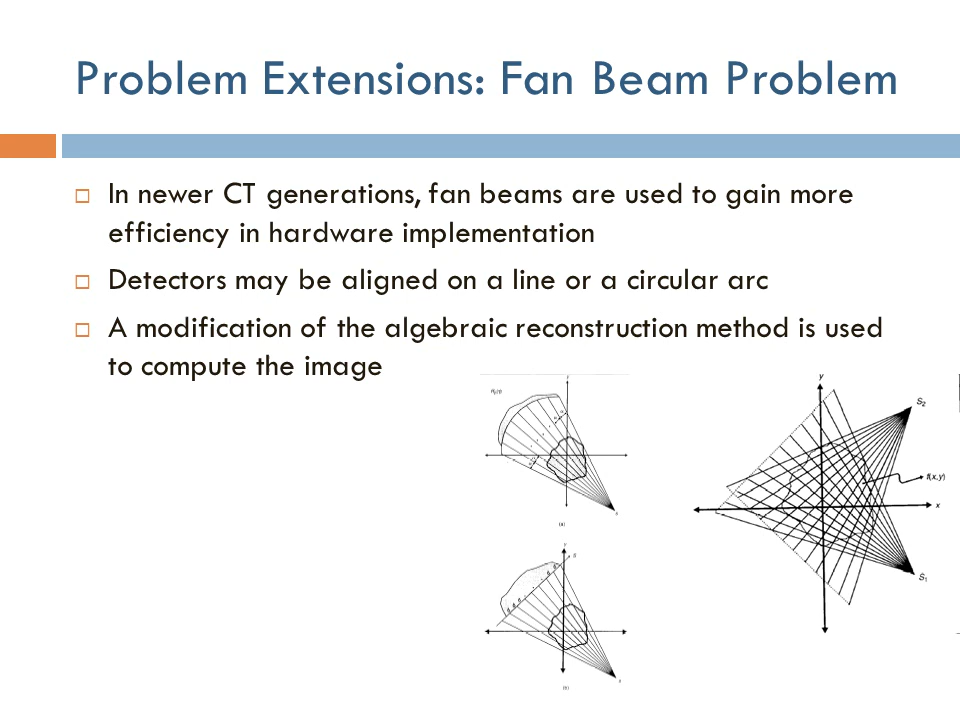 Problem Extensions: Fan Beam Problem
In newer CT generations, fan beams are used to gain more
efficiency in hardware implementation
Detectors may be aligned on a line or a circular arc
A modification of the algebraic reconstruction method is used
to compute the image
y
(a)
y
S
(b)
y
S2
f(x,y)
x
S1